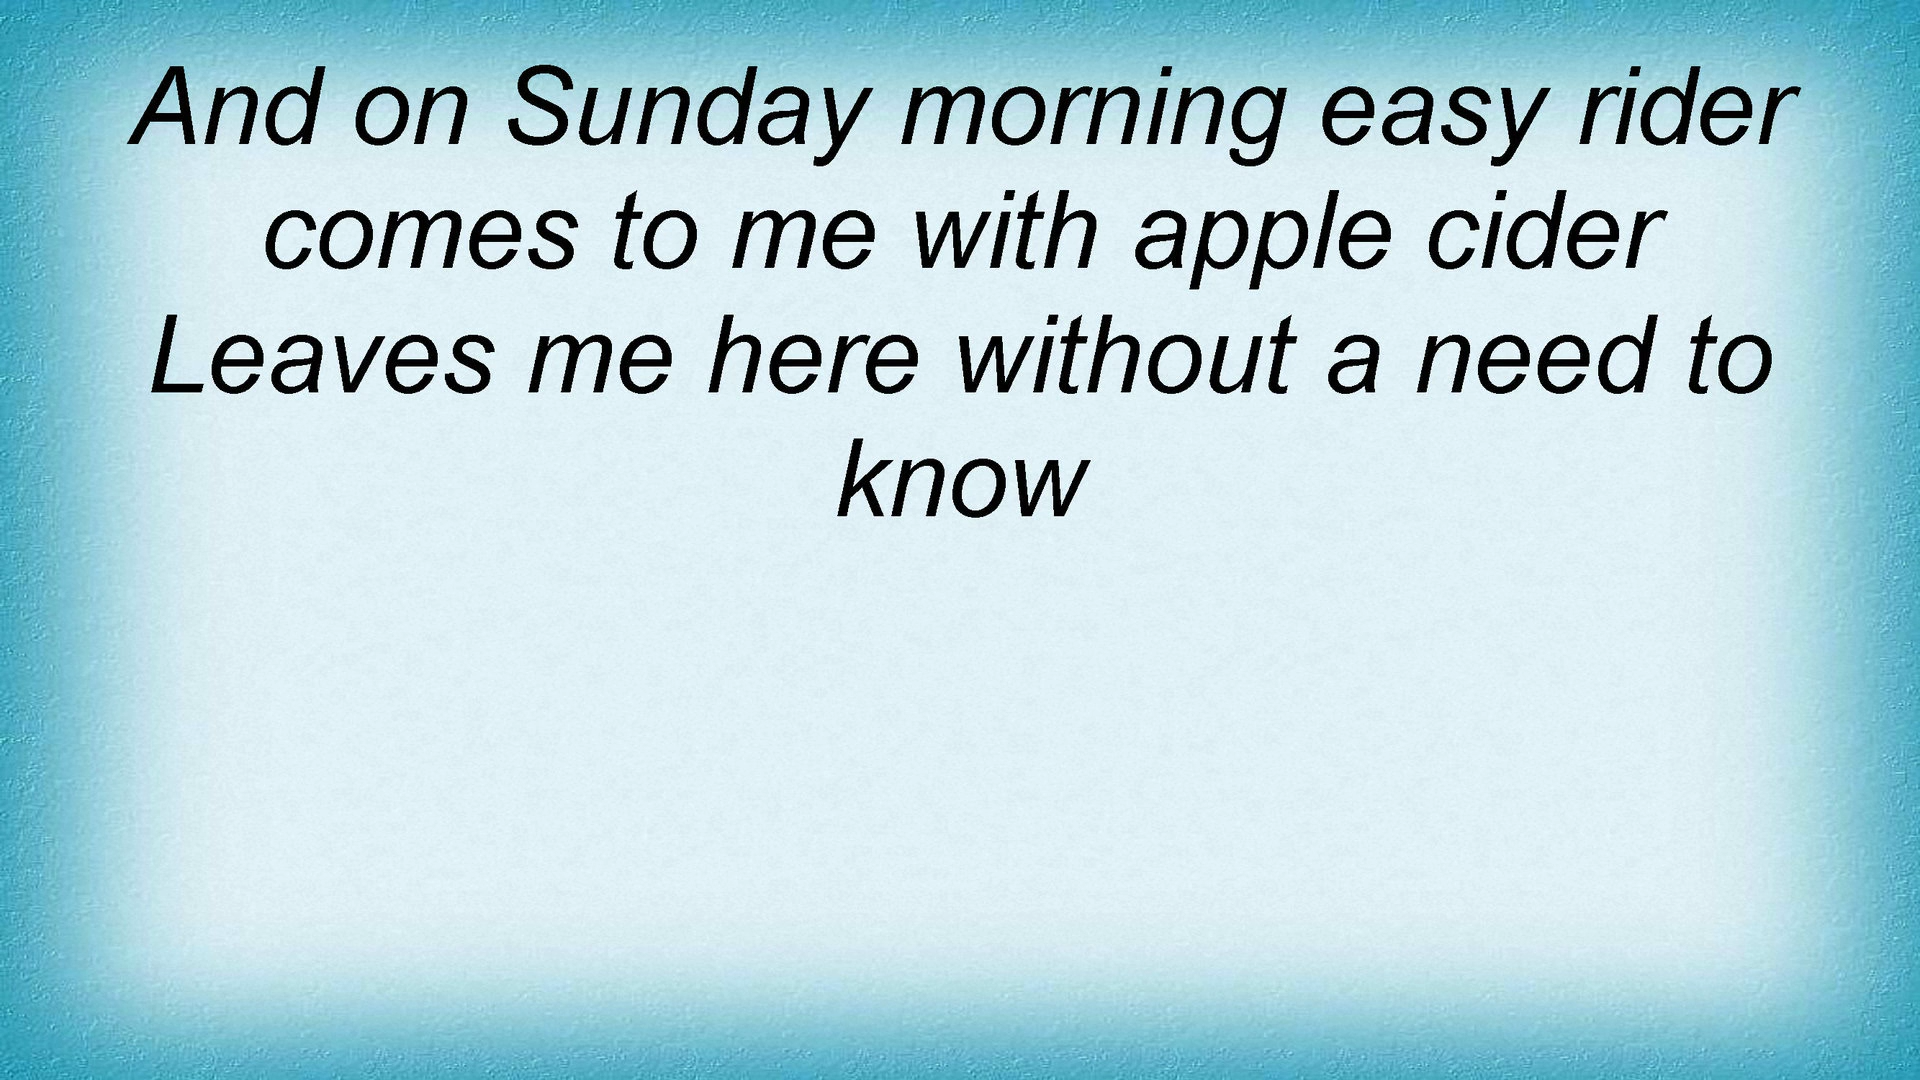 And on Sunday morning easy rider
comes to me with apple cider
Leaves me here without a need to
know